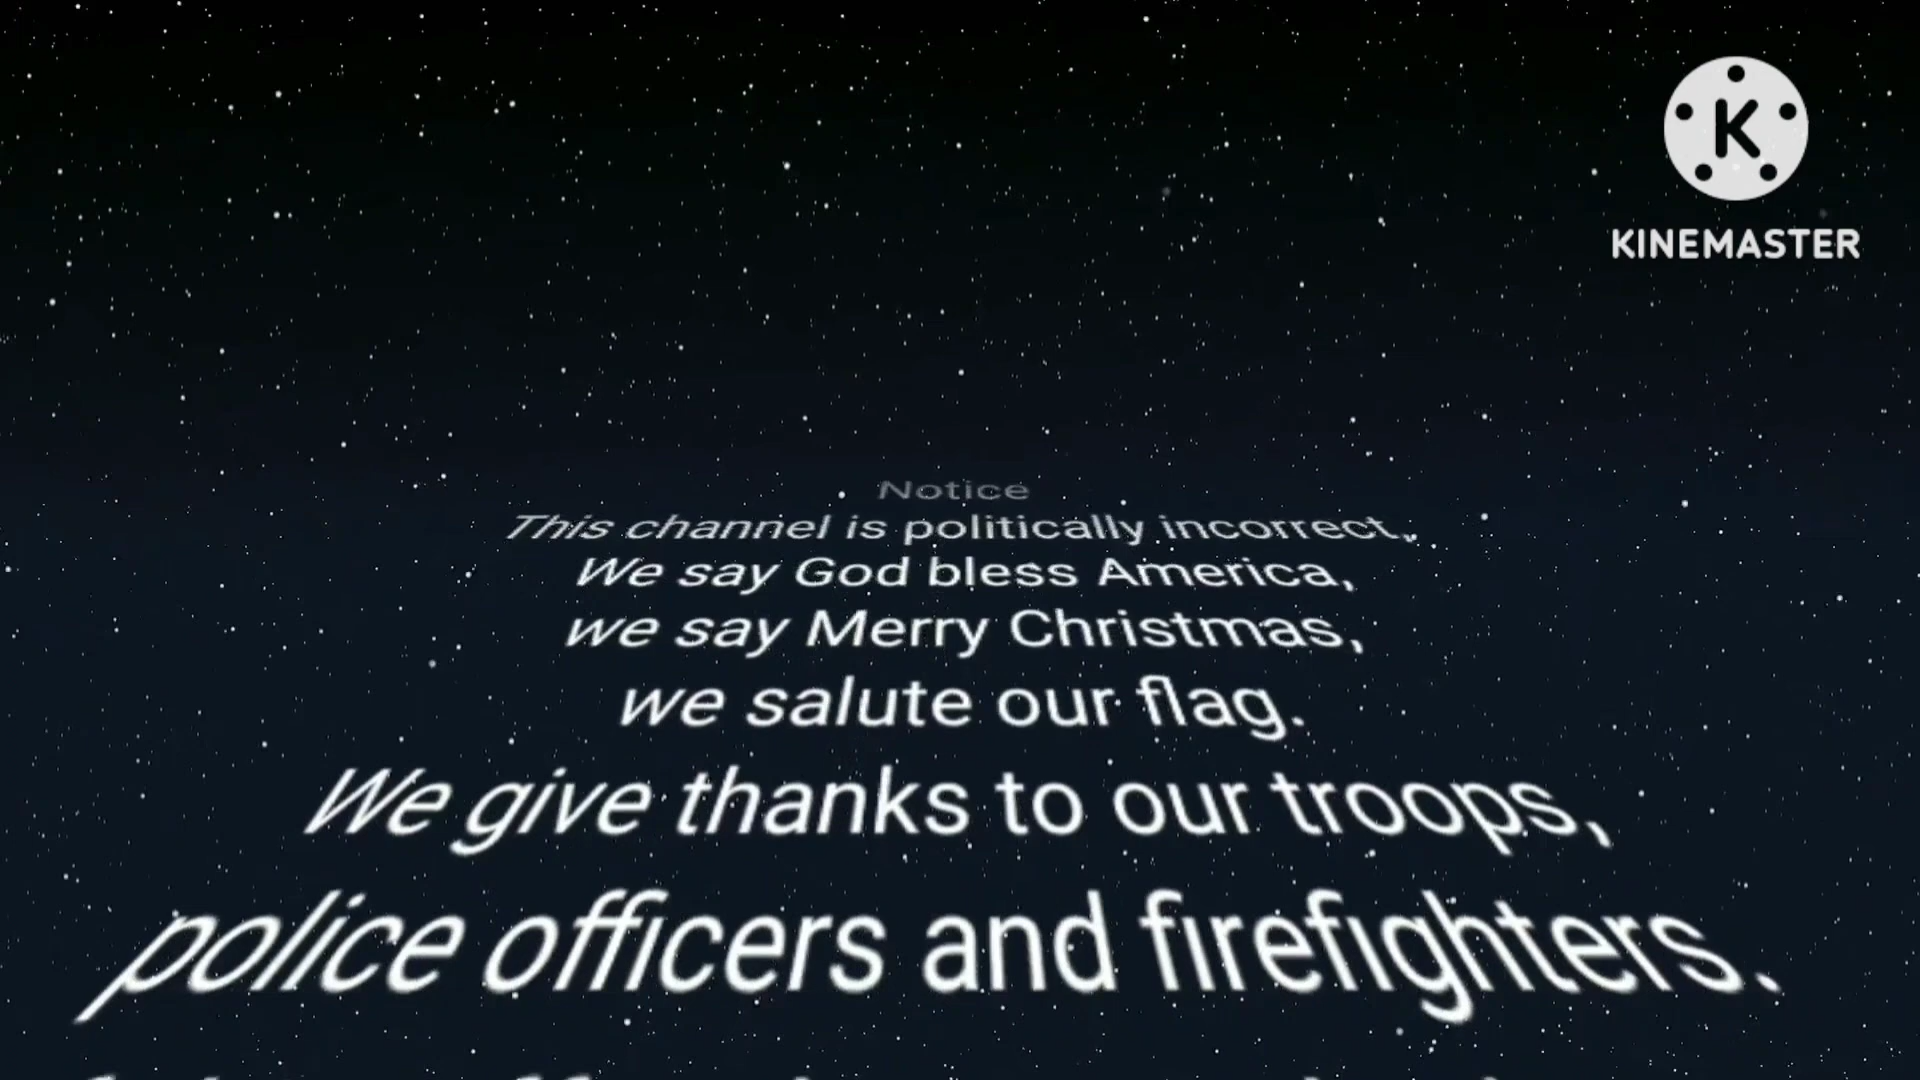 KINEMASTER
Notice
This channel is politically incorrect,
We say God bless America,
we say Merry Christmas,
we salute our flag.
We give thanks to our troops,
police officers and firefighters.